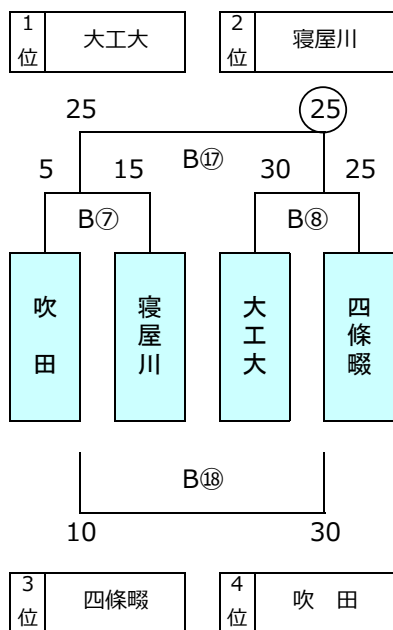 1位 大工大 2位 寝屋川
25 25
B⑰
5 15 30 25
B⑦ B⑧
吹田 寝屋川 大工大 四條畷
B⑱
10 30
3位 四條畷 4位 吹 田